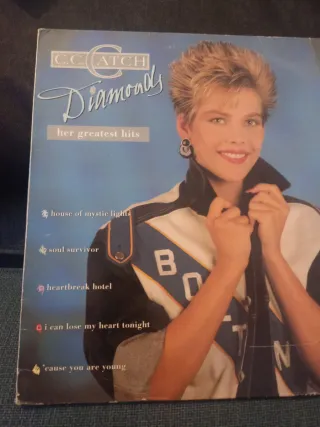 C.C. CATCH
Diamonds
her greatest hits
house of mystic lights
soul survivor
heartbreak hotel
i can lose my heart tonight
'cause you are young
BO
TN